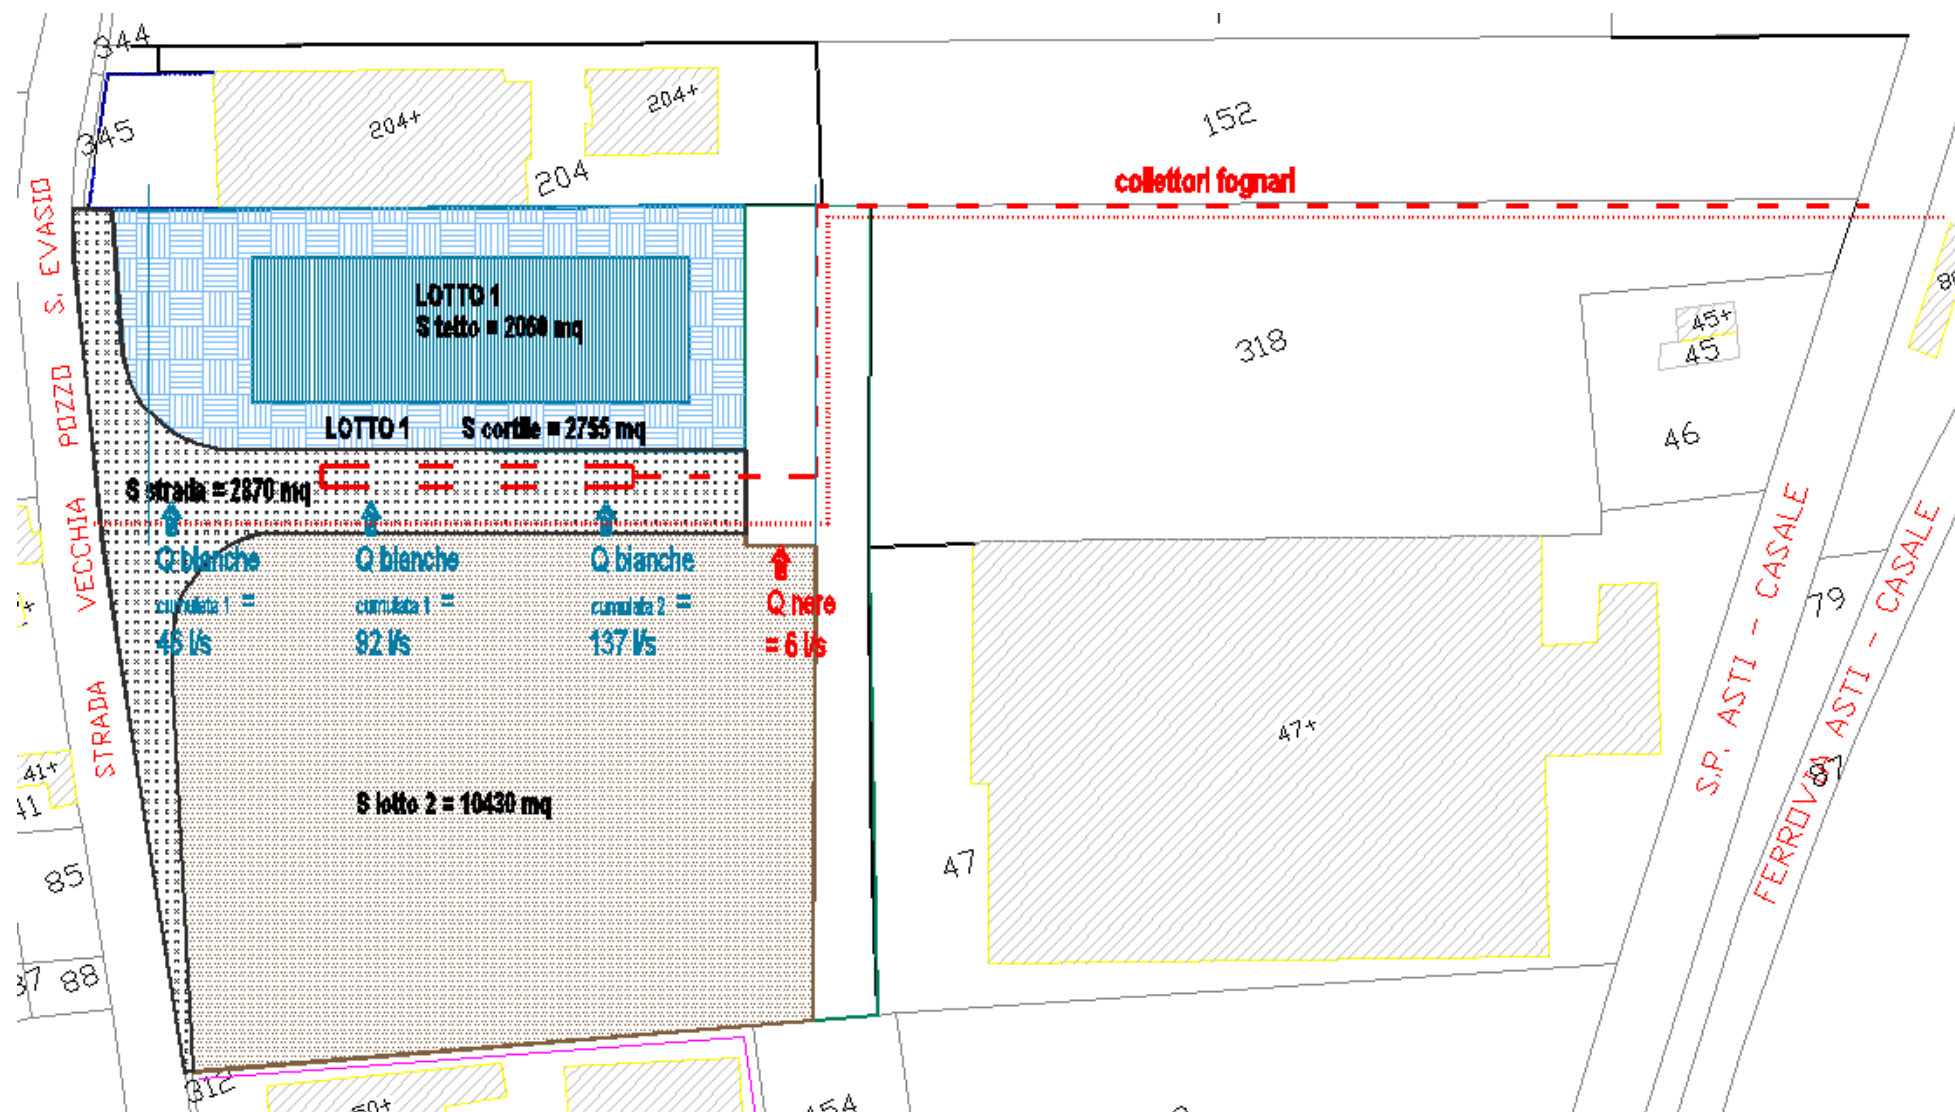 344
204+
204+
152
345
204
collettori fognari
S. EVASIO
POZZO
VECCHIA
STRADA
LOTTO 1
S tetto = 2060 mq
318
45+
45
46
LOTTO 1 S cortile = 2755 mq
S strada = 2870 mq
Q bianche
cumulata 1 =
46 l/s
Q bianche
cumulata 1 =
92 l/s
Q bianche
cumulata 2 =
137 l/s
Q nere
= 6 l/s
S.P. ASTI - CASALE
FERROVIA ASTI - CASALE
79
87
47+
41+
41
S lotto 2 = 10430 mq
47
85
37
88
312
50+
154